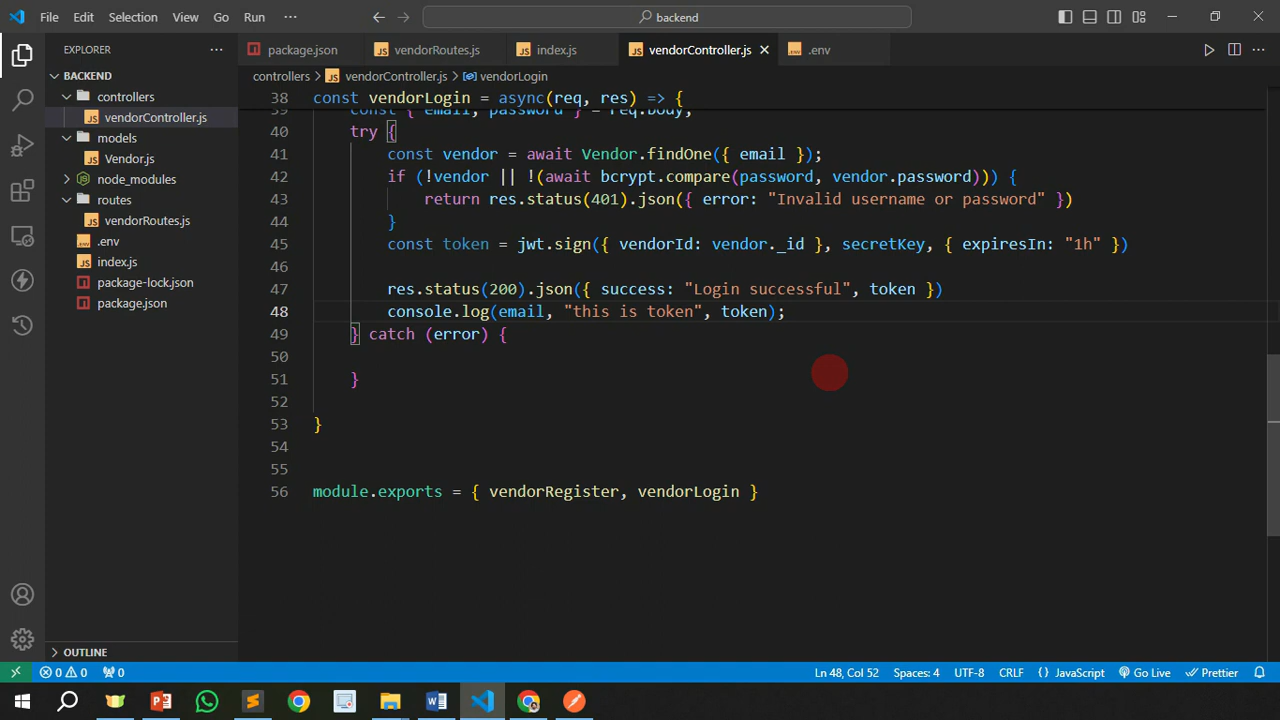 File Edit Selection View Go Run ··· backend
EXPLORER ···
package.json vendorRoutes.js index.js vendorController.js .env
BACKEND
controllers
vendorController.js
models
Vendor.js
node_modules
routes
vendorRoutes.js
.env
index.js
package-lock.json
package.json
OUTLINE
controllers > vendorController.js > vendorLogin
38 const vendorLogin = async(req, res) => {
39 const { email, password } = req.body;
40 try {
41 const vendor = await Vendor.findOne({ email });
42 if (!vendor || !(await bcrypt.compare(password, vendor.password))) {
43 return res.status(401).json({ error: "Invalid username or password" })
44 }
45 const token = jwt.sign({ vendorId: vendor._id }, secretKey, { expiresIn: "1h" })
46
47 res.status(200).json({ success: "Login successful", token })
48 console.log(email, "this is token", token);
49 } catch (error) {
50
51 }
52
53 }
54
55
56 module.exports = { vendorRegister, vendorLogin }
0 0 0 Ln 48, Col 52 Spaces: 4 UTF-8 CRLF { } JavaScript Go Live Prettier